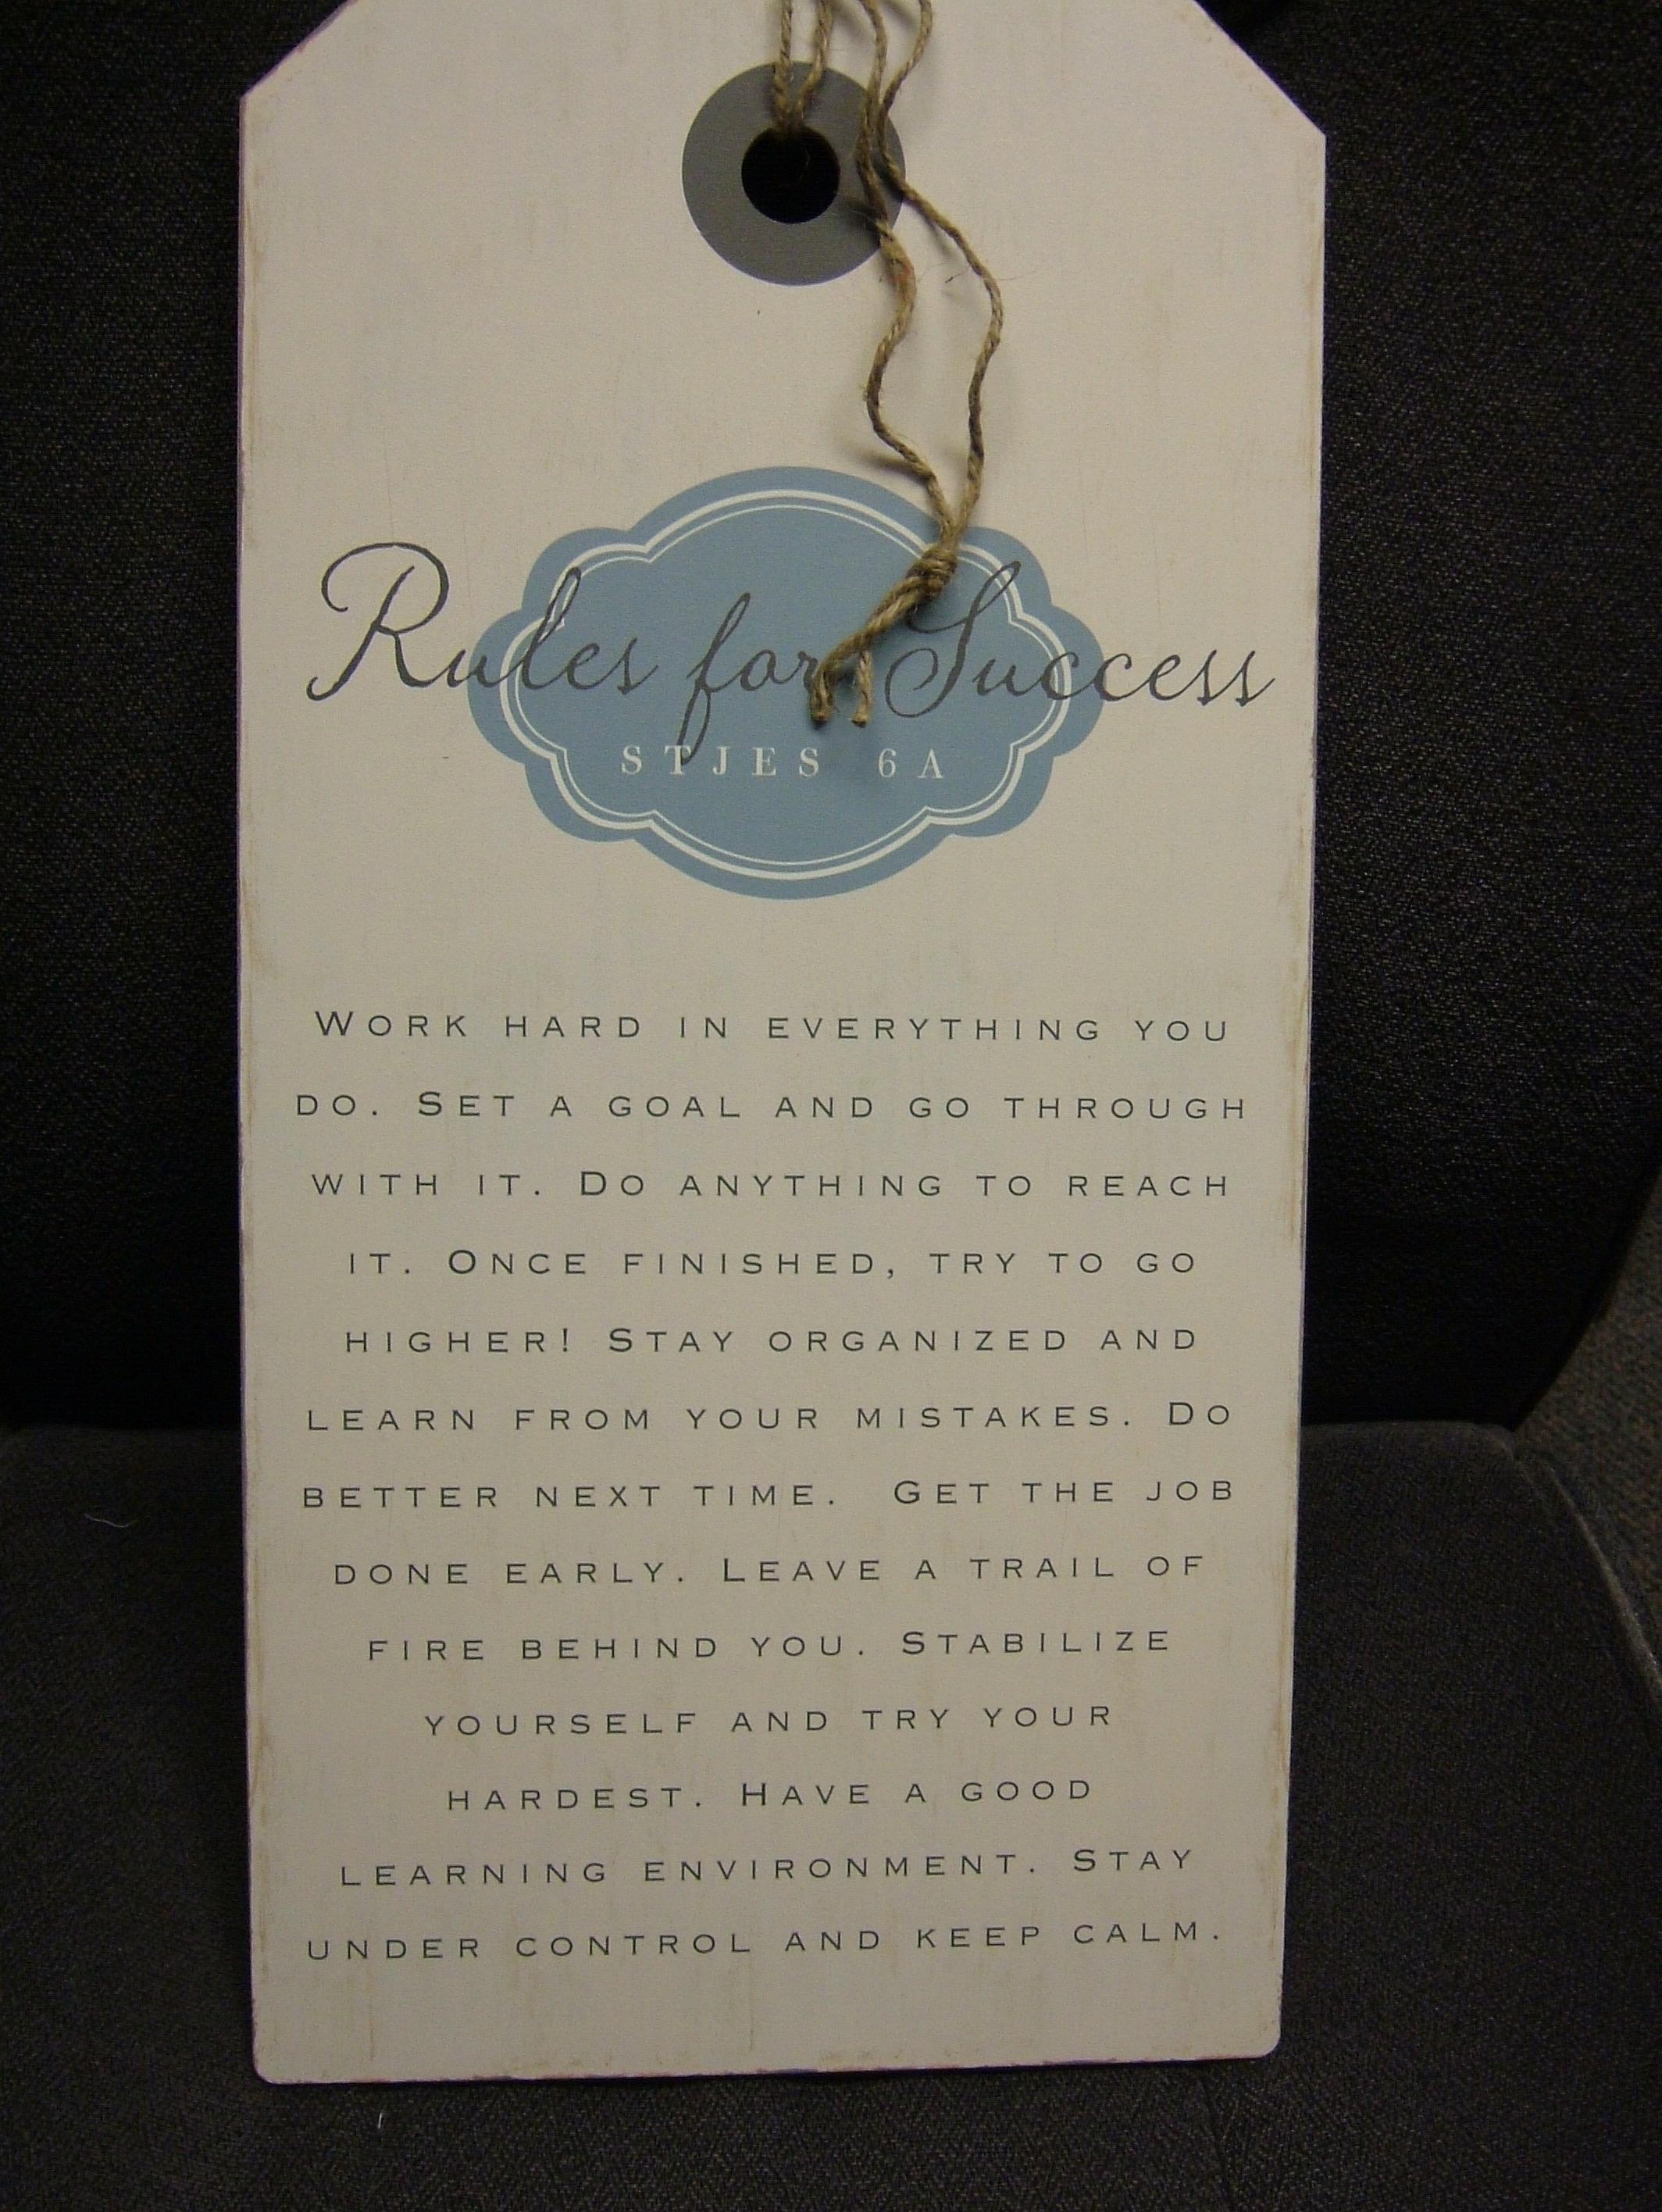 Rules for Success
STJES 6A
WORK HARD IN EVERYTHING YOU
DO. SET A GOAL AND GO THROUGH
WITH IT. DO ANYTHING TO REACH
IT. ONCE FINISHED, TRY TO GO
HIGHER! STAY ORGANIZED AND
LEARN FROM YOUR MISTAKES. DO
BETTER NEXT TIME. GET THE JOB
DONE EARLY. LEAVE A TRAIL OF
FIRE BEHIND YOU. STABILIZE
YOURSELF AND TRY YOUR
HARDEST. HAVE A GOOD
LEARNING ENVIRONMENT. STAY
UNDER CONTROL AND KEEP CALM.